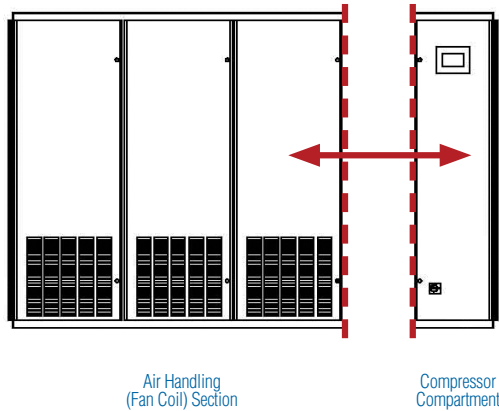 Air Handling
(Fan Coil) Section
Compressor
Compartment